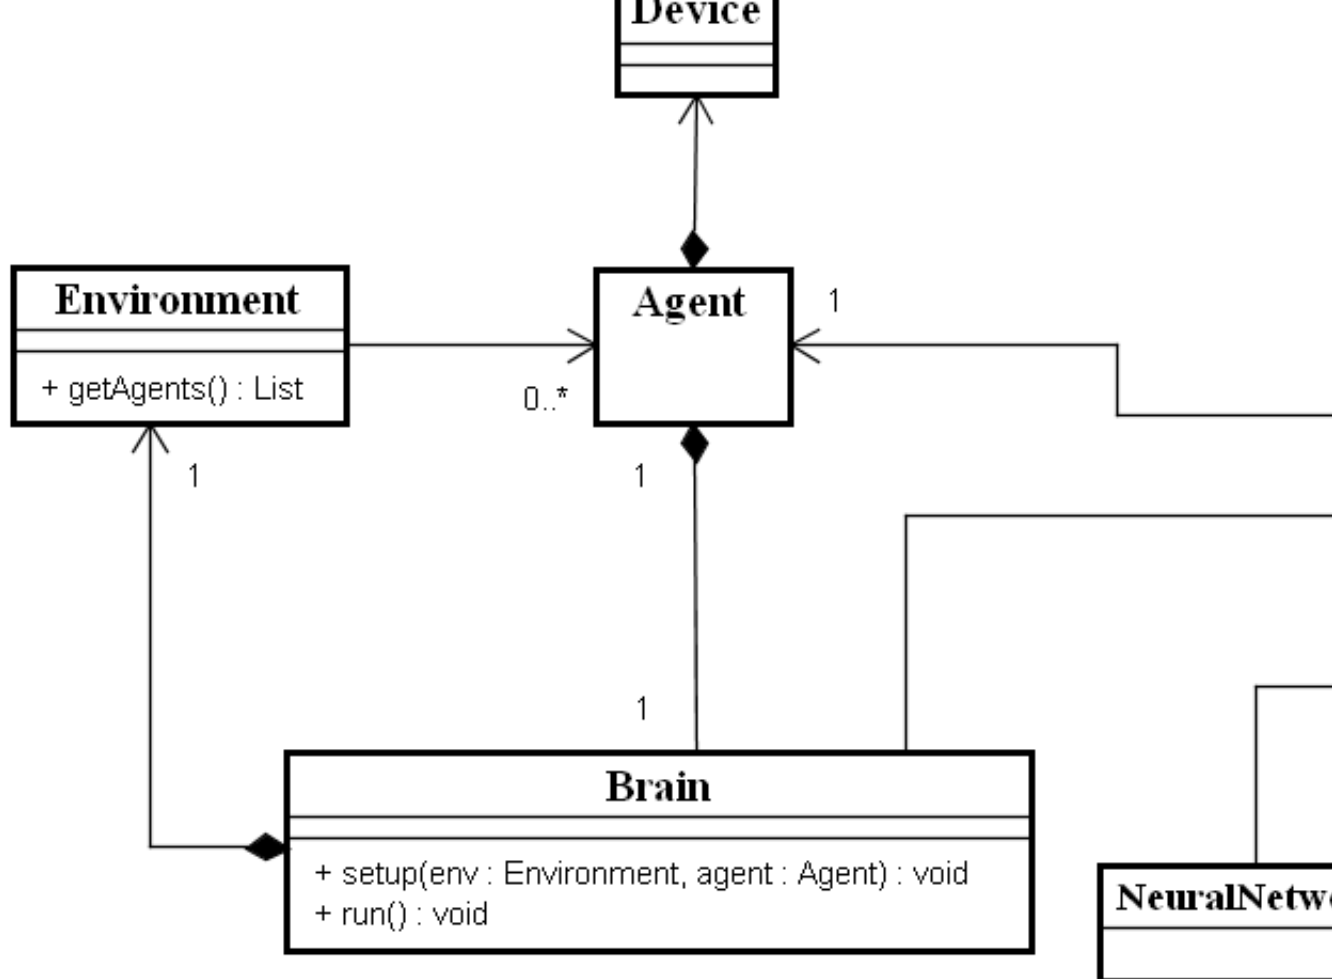 Device
Environment
+ getAgents() : List
Agent
1
0..*
1
1
1
Brain
+ setup(env : Environment, agent : Agent) : void
+ run() : void